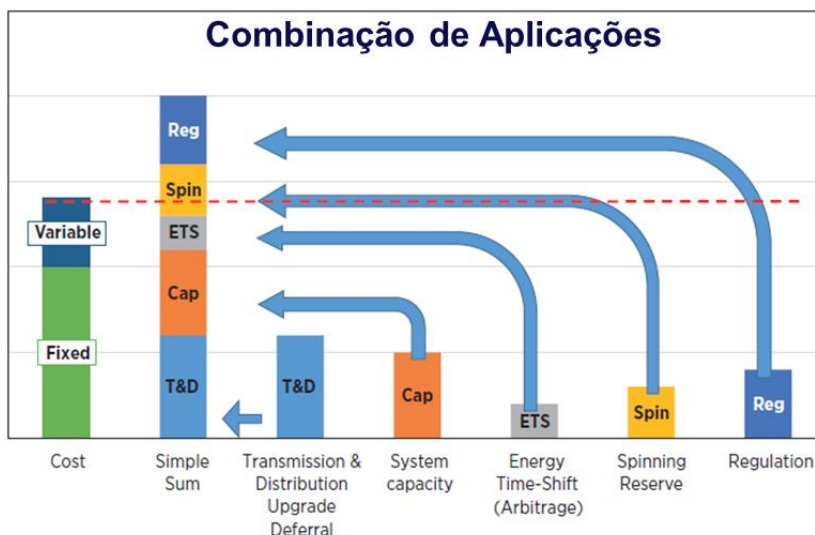 Combinação de Aplicações
Reg
Spin
ETS
Cap
T&D
Variable
Fixed
T&D
Cap
ETS
Spin
Reg
Cost
Simple
Sum
Transmission &
Distribution
Upgrade
Deferral
System
capacity
Energy
Time-Shift
(Arbitrage)
Spinning
Reserve
Regulation